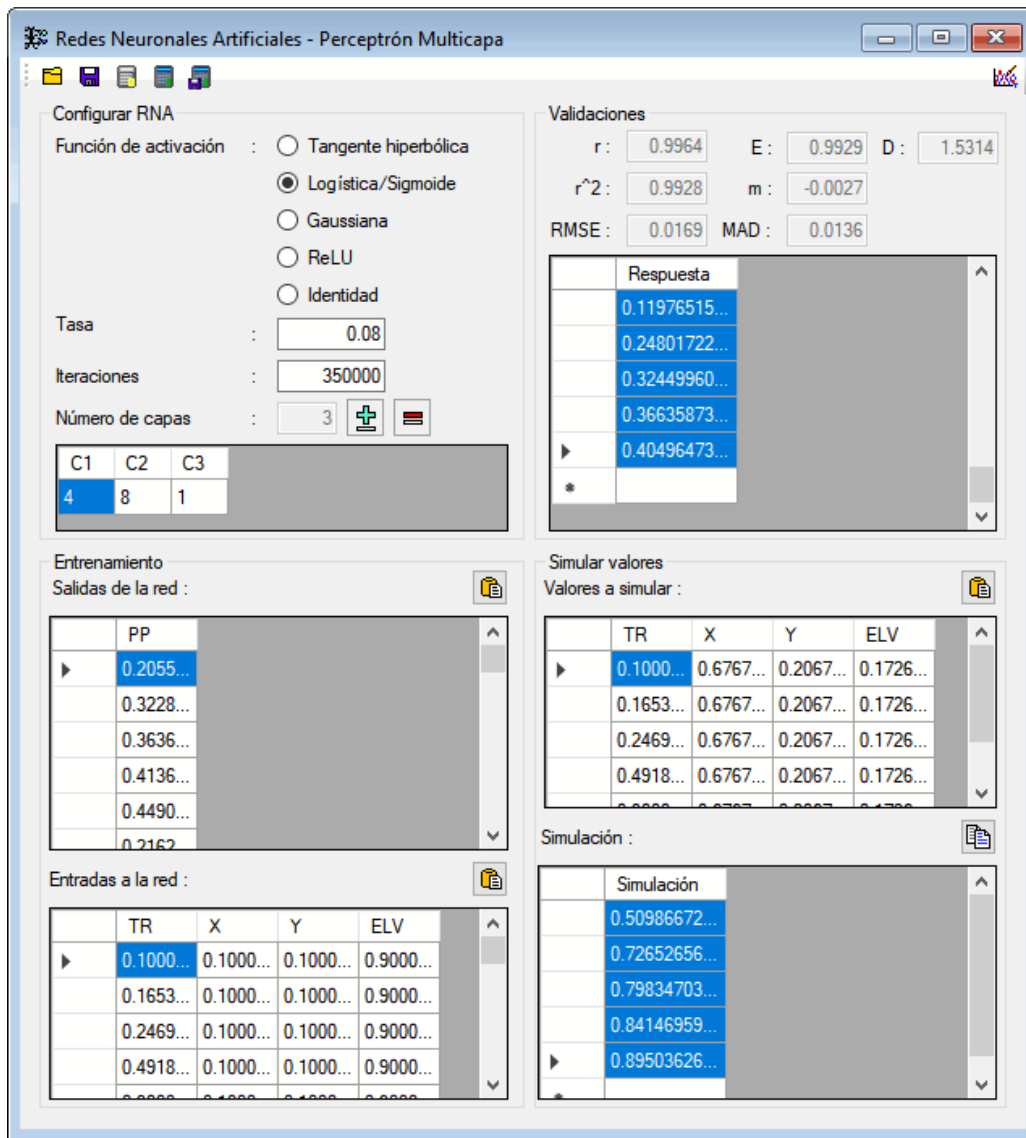 Redes Neuronales Artificiales - Perceptrón Multicapa
Configurar RNA
Función de activación :
Tangente hiperbólica
Logística/Sigmoide
Gaussiana
ReLU
Identidad
Tasa : 0.08
Iteraciones : 350000
Número de capas : 3
C1 C2 C3
4 8 1
Validaciones
r : 0.9964 E : 0.9929 D : 1.5314
r^2 : 0.9928 m : -0.0027
RMSE : 0.0169 MAD : 0.0136
Respuesta
0.11976515...
0.24801722...
0.32449960...
0.36635873...
0.40496473...
Entrenamiento
Salidas de la red :
PP
0.2055...
0.3228...
0.3636...
0.4136...
0.4490...
0.2162
Entradas a la red :
TR X Y ELV
0.1000... 0.1000... 0.1000... 0.9000...
0.1653... 0.1000... 0.1000... 0.9000...
0.2469... 0.1000... 0.1000... 0.9000...
0.4918... 0.1000... 0.1000... 0.9000...
Simular valores
Valores a simular :
TR X Y ELV
0.1000... 0.6767... 0.2067... 0.1726...
0.1653... 0.6767... 0.2067... 0.1726...
0.2469... 0.6767... 0.2067... 0.1726...
0.4918... 0.6767... 0.2067... 0.1726...
Simulación :
Simulación
0.50986672...
0.72652656...
0.79834703...
0.84146959...
0.89503626...